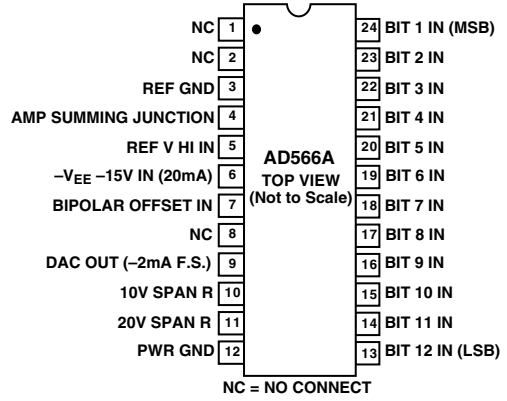 NC 1 24 BIT 1 IN (MSB)
NC 2 23 BIT 2 IN
REF GND 3 22 BIT 3 IN
AMP SUMMING JUNCTION 4 21 BIT 4 IN
REF V HI IN 5 20 BIT 5 IN
–VEE –15V IN (20mA) 6 19 BIT 6 IN
BIPOLAR OFFSET IN 7 18 BIT 7 IN
NC 8 17 BIT 8 IN
DAC OUT (–2mA F.S.) 9 16 BIT 9 IN
10V SPAN R 10 15 BIT 10 IN
20V SPAN R 11 14 BIT 11 IN
PWR GND 12 13 BIT 12 IN (LSB)
AD566A
TOP VIEW
(Not to Scale)
NC = NO CONNECT